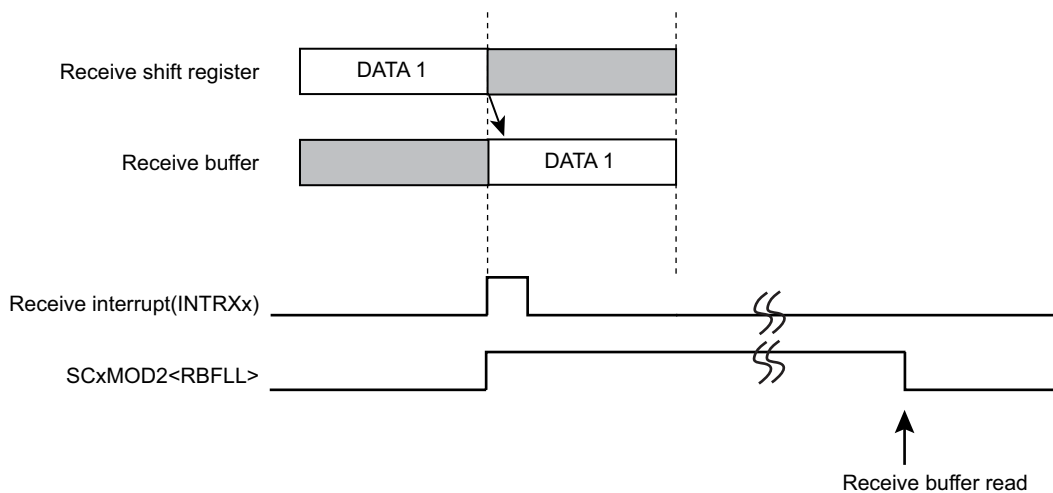 Receive shift register
DATA 1
Receive buffer
DATA 1
Receive interrupt(INTRXx)
SCxMOD2<RBFLL>
Receive buffer read